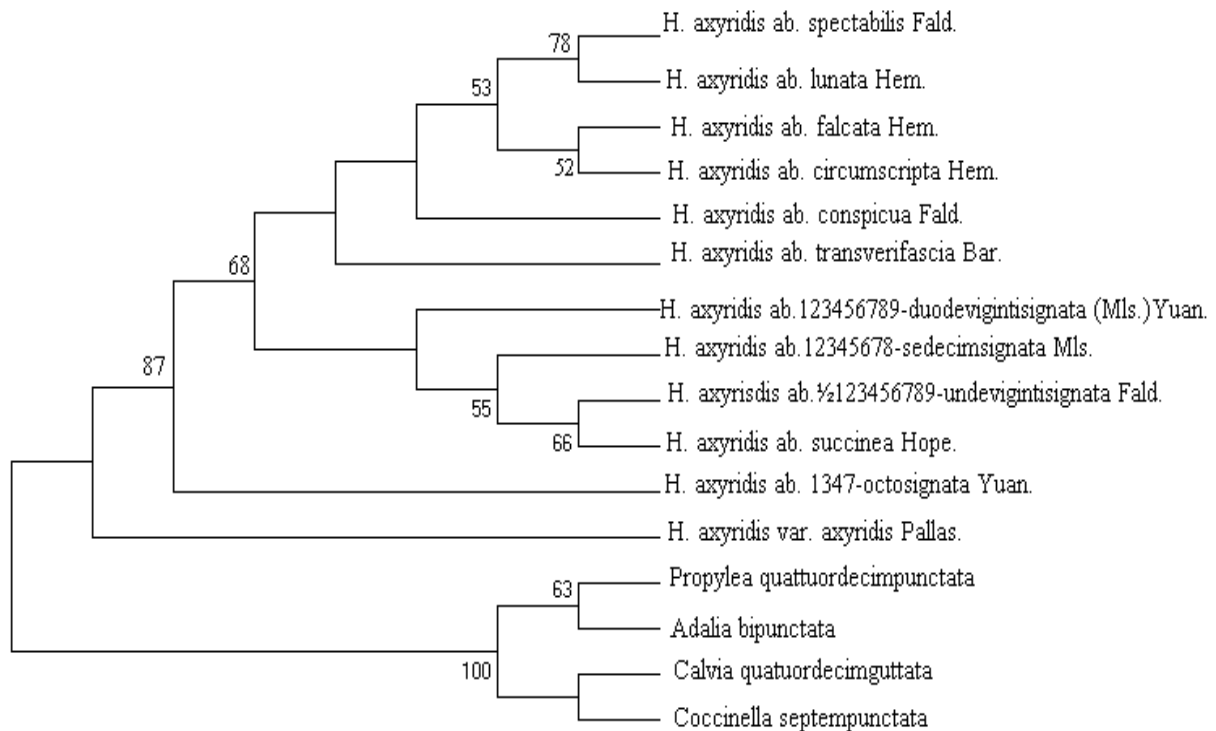 H. axyridis ab. spectabilis Fald.
78
H. axyridis ab. lunata Hem.
53
H. axyridis ab. falcata Hem.
52
H. axyridis ab. circumscripta Hem.
H. axyridis ab. conspicua Fald.
H. axyridis ab. transverifascia Bar.
68
H. axyridis ab.123456789-duodevigintisignata (Mls.)Yuan.
H. axyridis ab.12345678-sedecimsignata Mls.
87
H. axyrisdis ab.½123456789-undevigintisignata Fald.
55
66
H. axyridis ab. succinea Hope.
H. axyridis ab. 1347-octosignata Yuan.
H. axyridis var. axyridis Pallas.
Propylea quattuordecimpunctata
63
Adalia bipunctata
100
Calvia quatuordecimguttata
Coccinella septempunctata